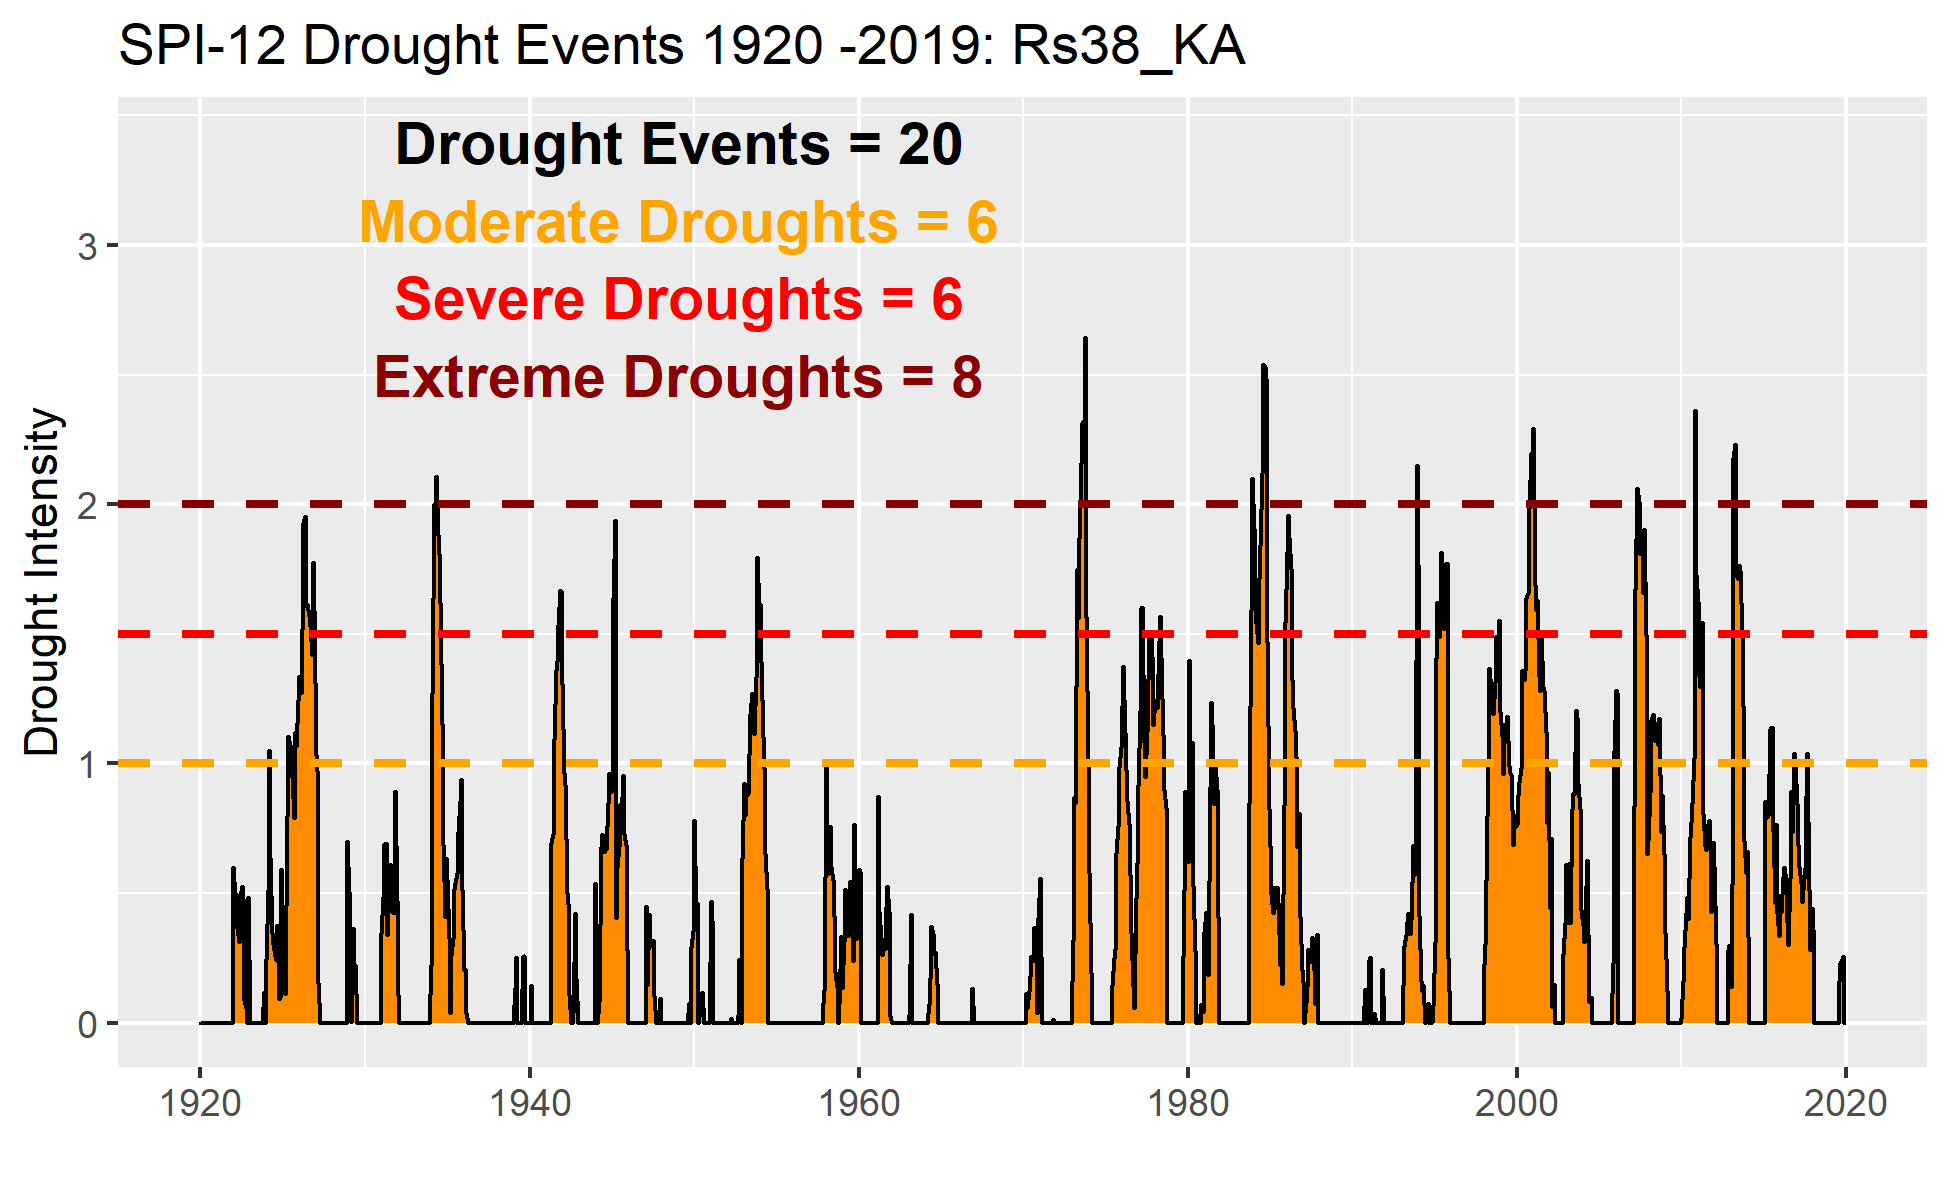 SPI-12 Drought Events 1920 -2019: Rs38_KA
Drought Events = 20
Moderate Droughts = 6
Severe Droughts = 6
Extreme Droughts = 8
Drought Intensity
3
2
1
0
1920 1940 1960 1980 2000 2020